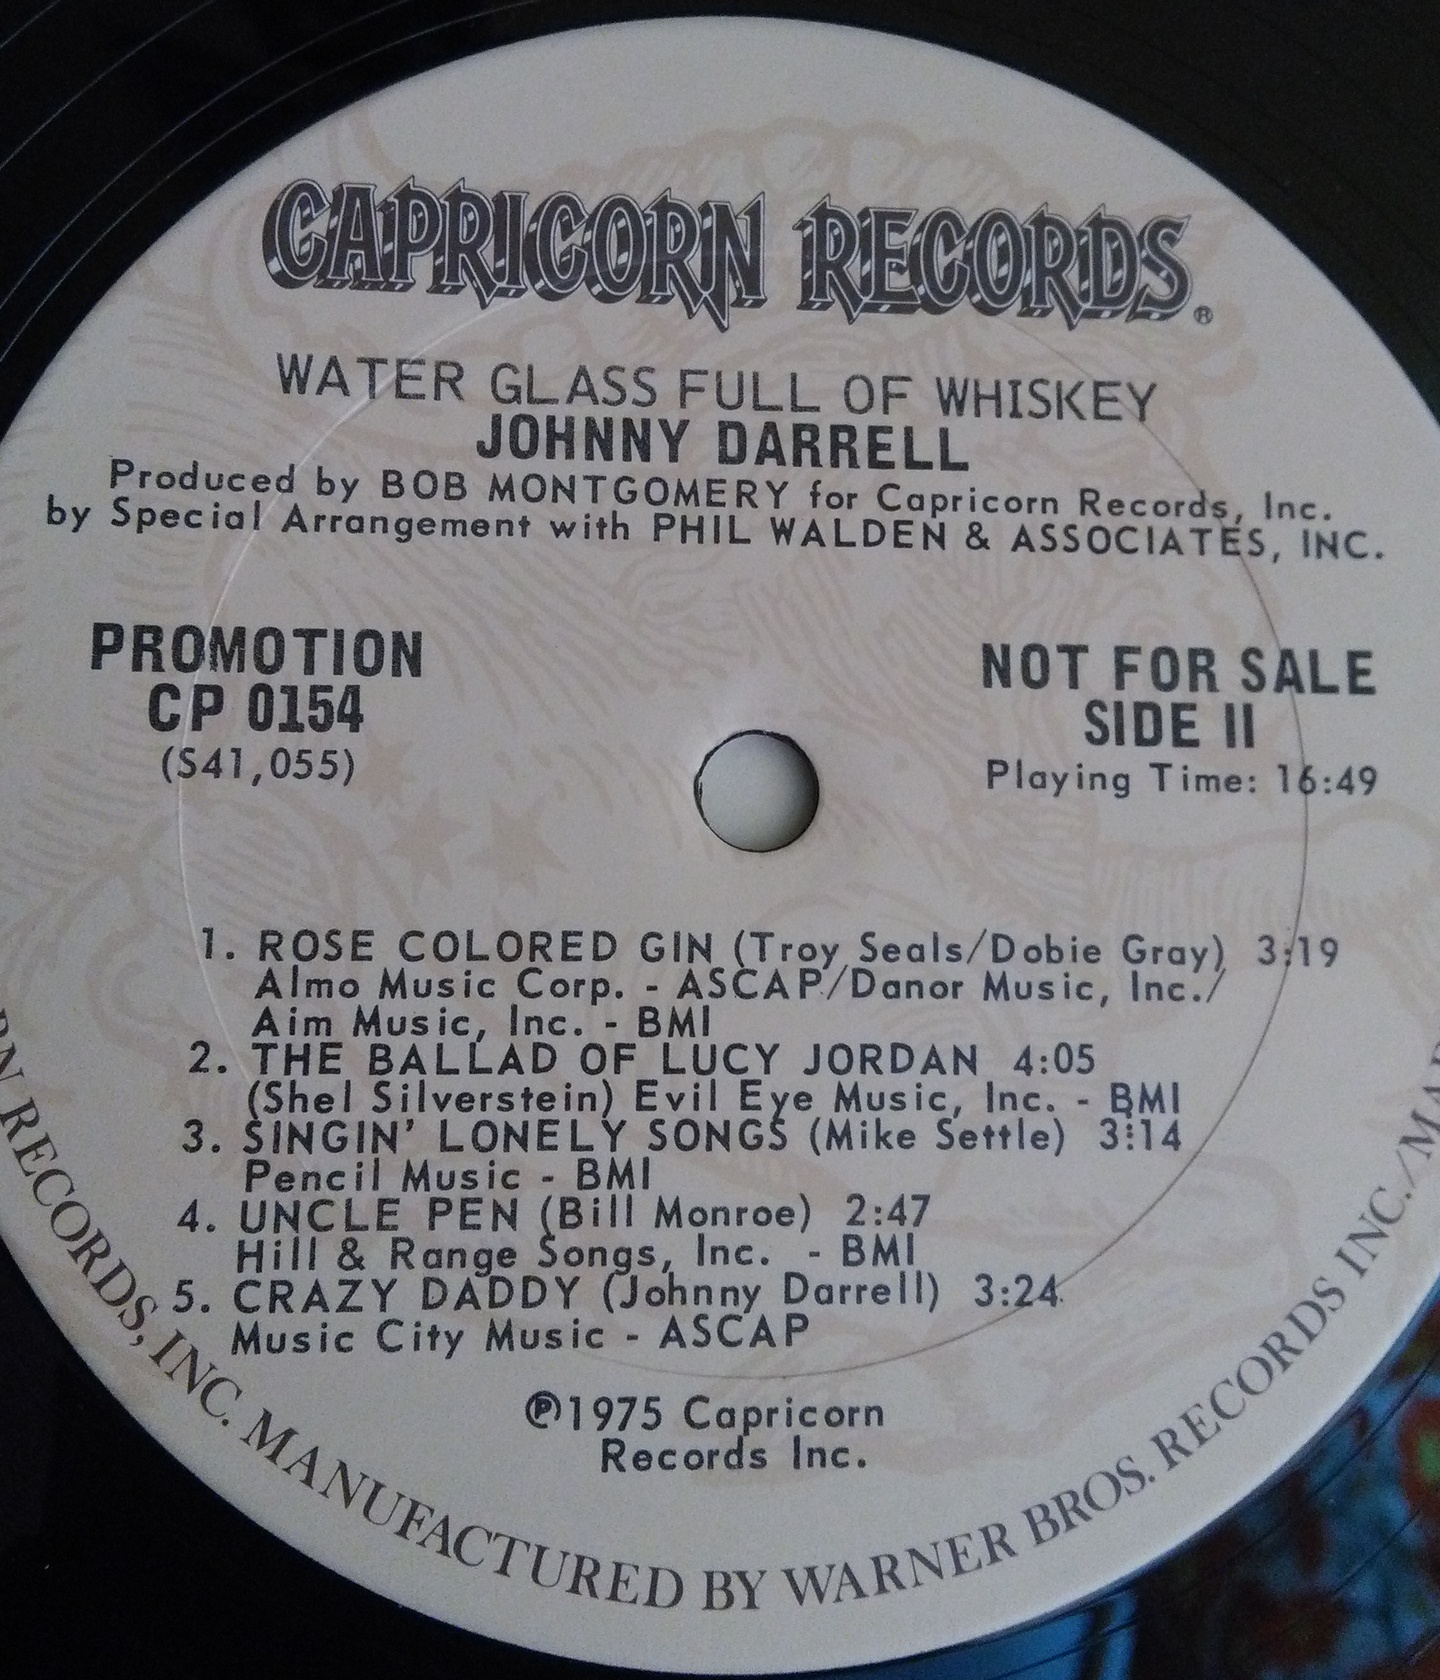 CAPRICORN RECORDS®
WATER GLASS FULL OF WHISKEY
JOHNNY DARRELL
Produced by BOB MONTGOMERY for Capricorn Records, Inc.
by Special Arrangement with PHIL WALDEN & ASSOCIATES, INC.
PROMOTION
CP 0154
(S41,055)
NOT FOR SALE
SIDE II
Playing Time: 16:49
1. ROSE COLORED GIN (Troy Seals/Dobie Gray) 3:19
Almo Music Corp. - ASCAP/Danor Music, Inc./
Aim Music, Inc. - BMI
2. THE BALLAD OF LUCY JORDAN 4:05
(Shel Silverstein) Evil Eye Music, Inc. - BMI
3. SINGIN' LONELY SONGS (Mike Settle) 3:14
Pencil Music - BMI
4. UNCLE PEN (Bill Monroe) 2:47
Hill & Range Songs, Inc. - BMI
5. CRAZY DADDY (Johnny Darrell) 3:24
Music City Music - ASCAP
℗1975 Capricorn
Records Inc.
RECORDS, INC. MANUFACTURED BY WARNER BROS. RECORDS INC./